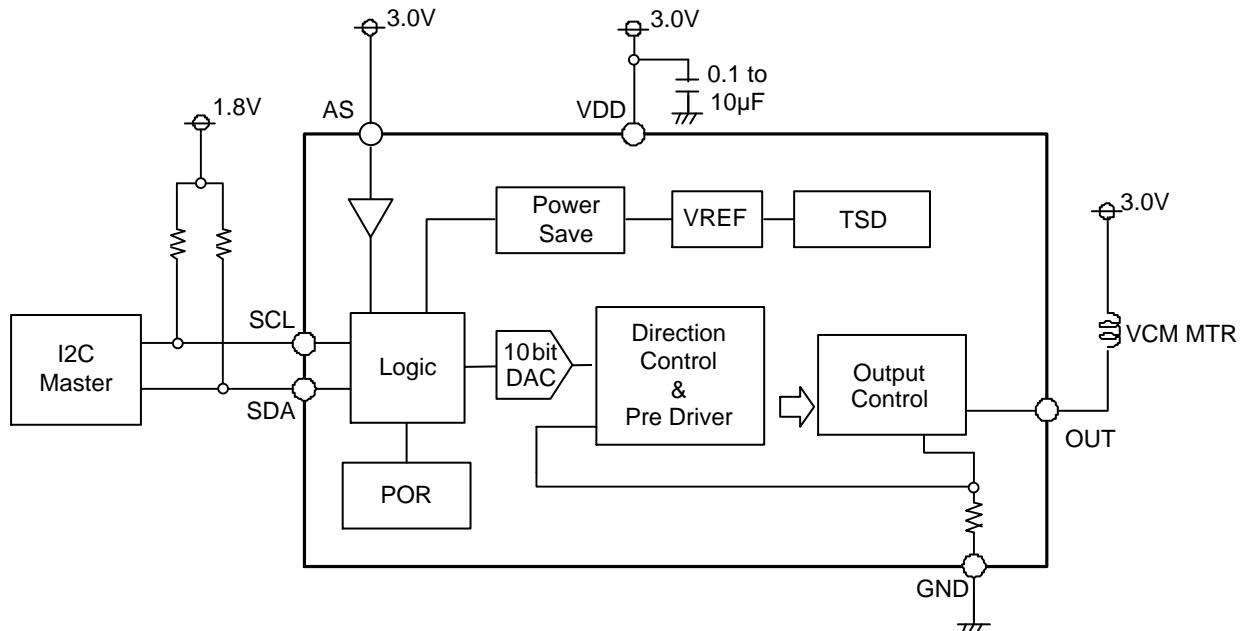 3.0V
3.0V
0.1 to
10µF
AS
VDD
1.8V
Power
Save
VREF
TSD
3.0V
SCL
I2C
Master
Logic
10bit
DAC
Direction
Control
&
Pre Driver
Output
Control
VCM MTR
SDA
OUT
POR
GND